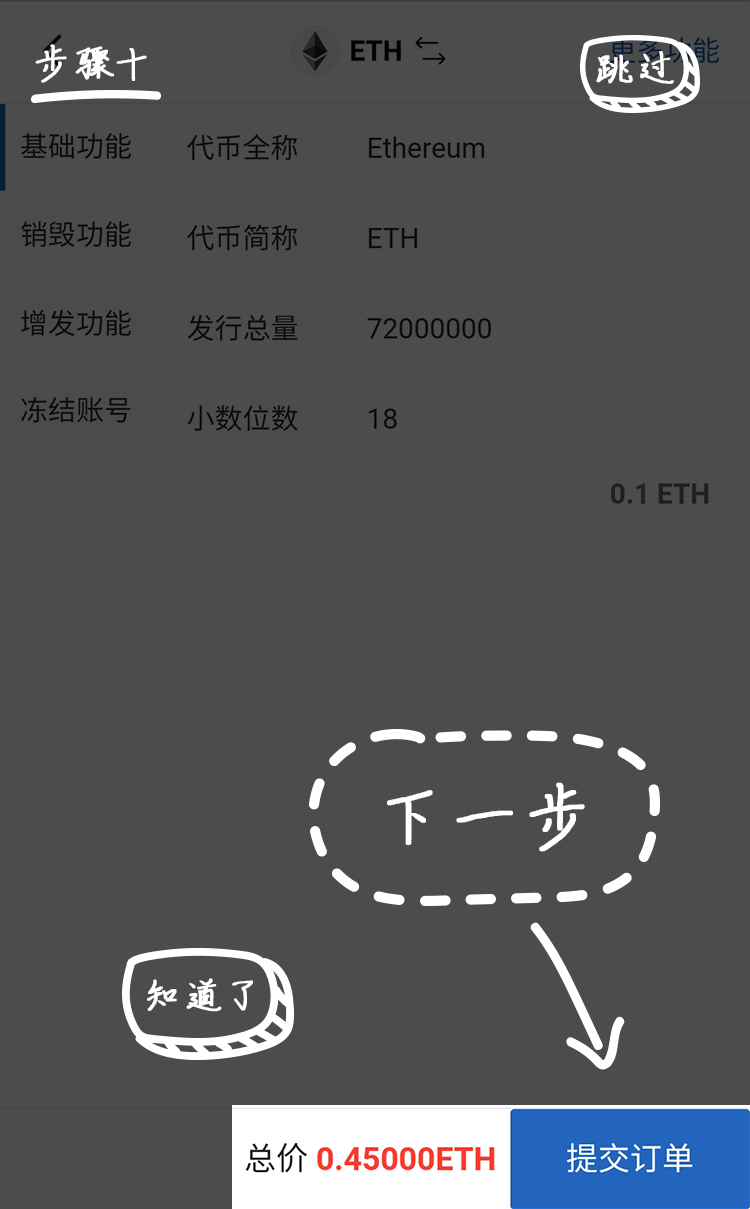 步骤十
ETH
更多功能
跳过
基础功能
代币全称 Ethereum
销毁功能
代币简称 ETH
增发功能
发行总量 72000000
冻结账号
小数位数 18
0.1 ETH
下一步
知道了
总价 0.45000ETH
提交订单